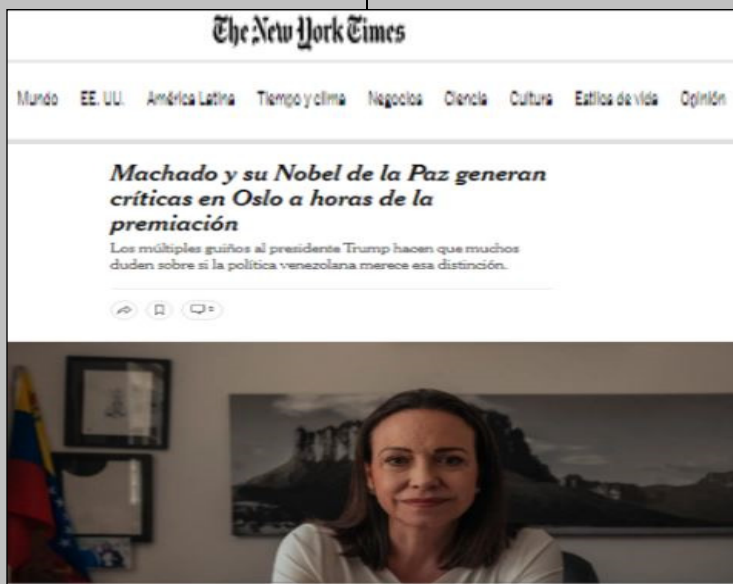 The New York Times
Mundo EE. UU. América Latina Tiempo y clima Negocios Ciencia Cultura Estilos de vida Opinión
Machado y su Nobel de la Paz generan
críticas en Oslo a horas de la
premiación
Los múltiples guiños al presidente Trump hacen que muchos
duden sobre si la política venezolana merece esa distinción.